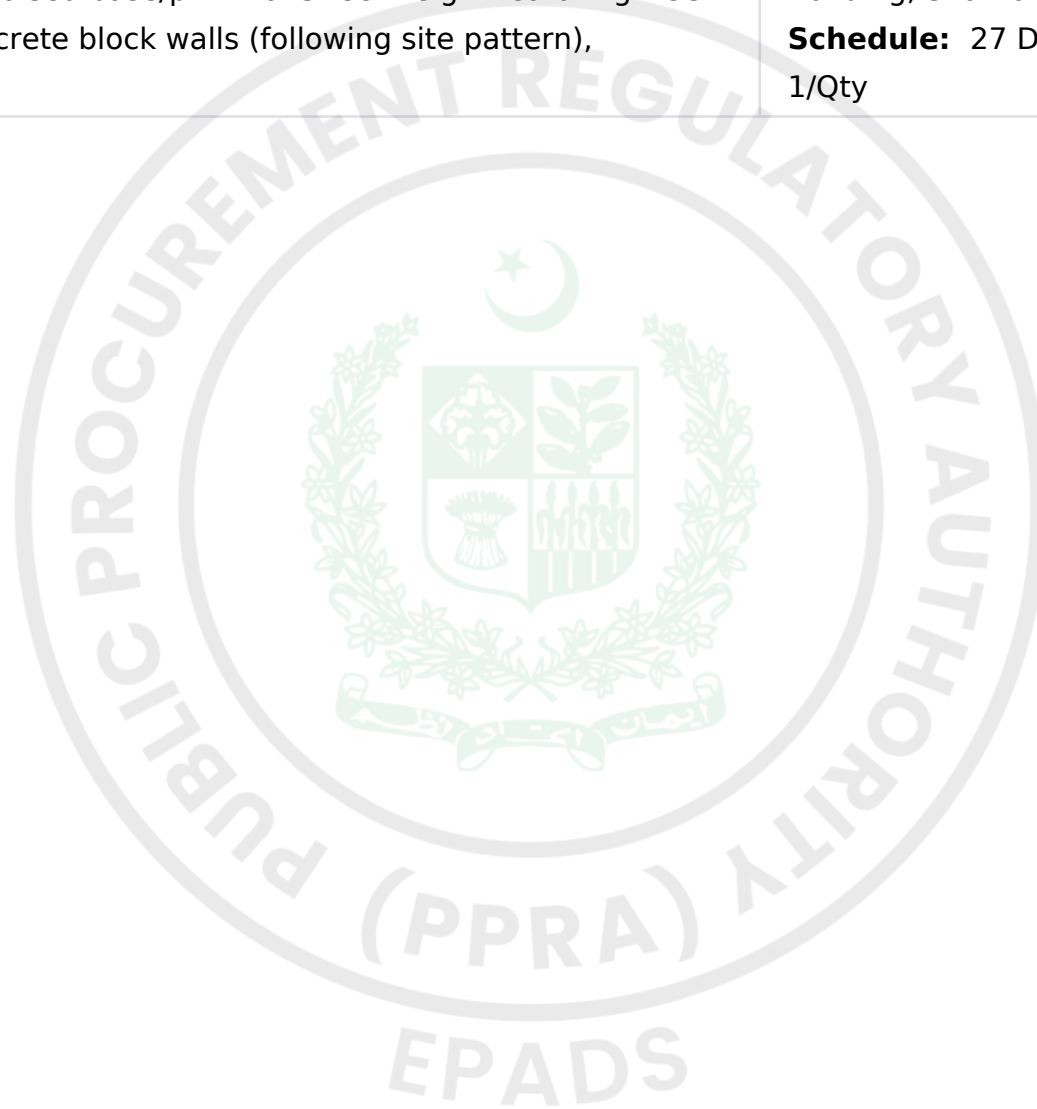 crete block walls (following site pattern),
Schedule: 27 D
1/Qty
PUBLIC PROCUREMENT REGULATORY AUTHORITY
(PPRA)
EPADS